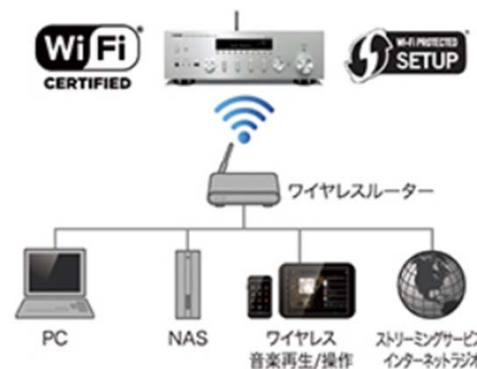 Wi Fi
CERTIFIED
WI-FI PROTECTED
SETUP
ワイヤレスルーター
PC
NAS
ワイヤレス
音楽再生/操作
ストリーミングサービス
インターネットラジオ